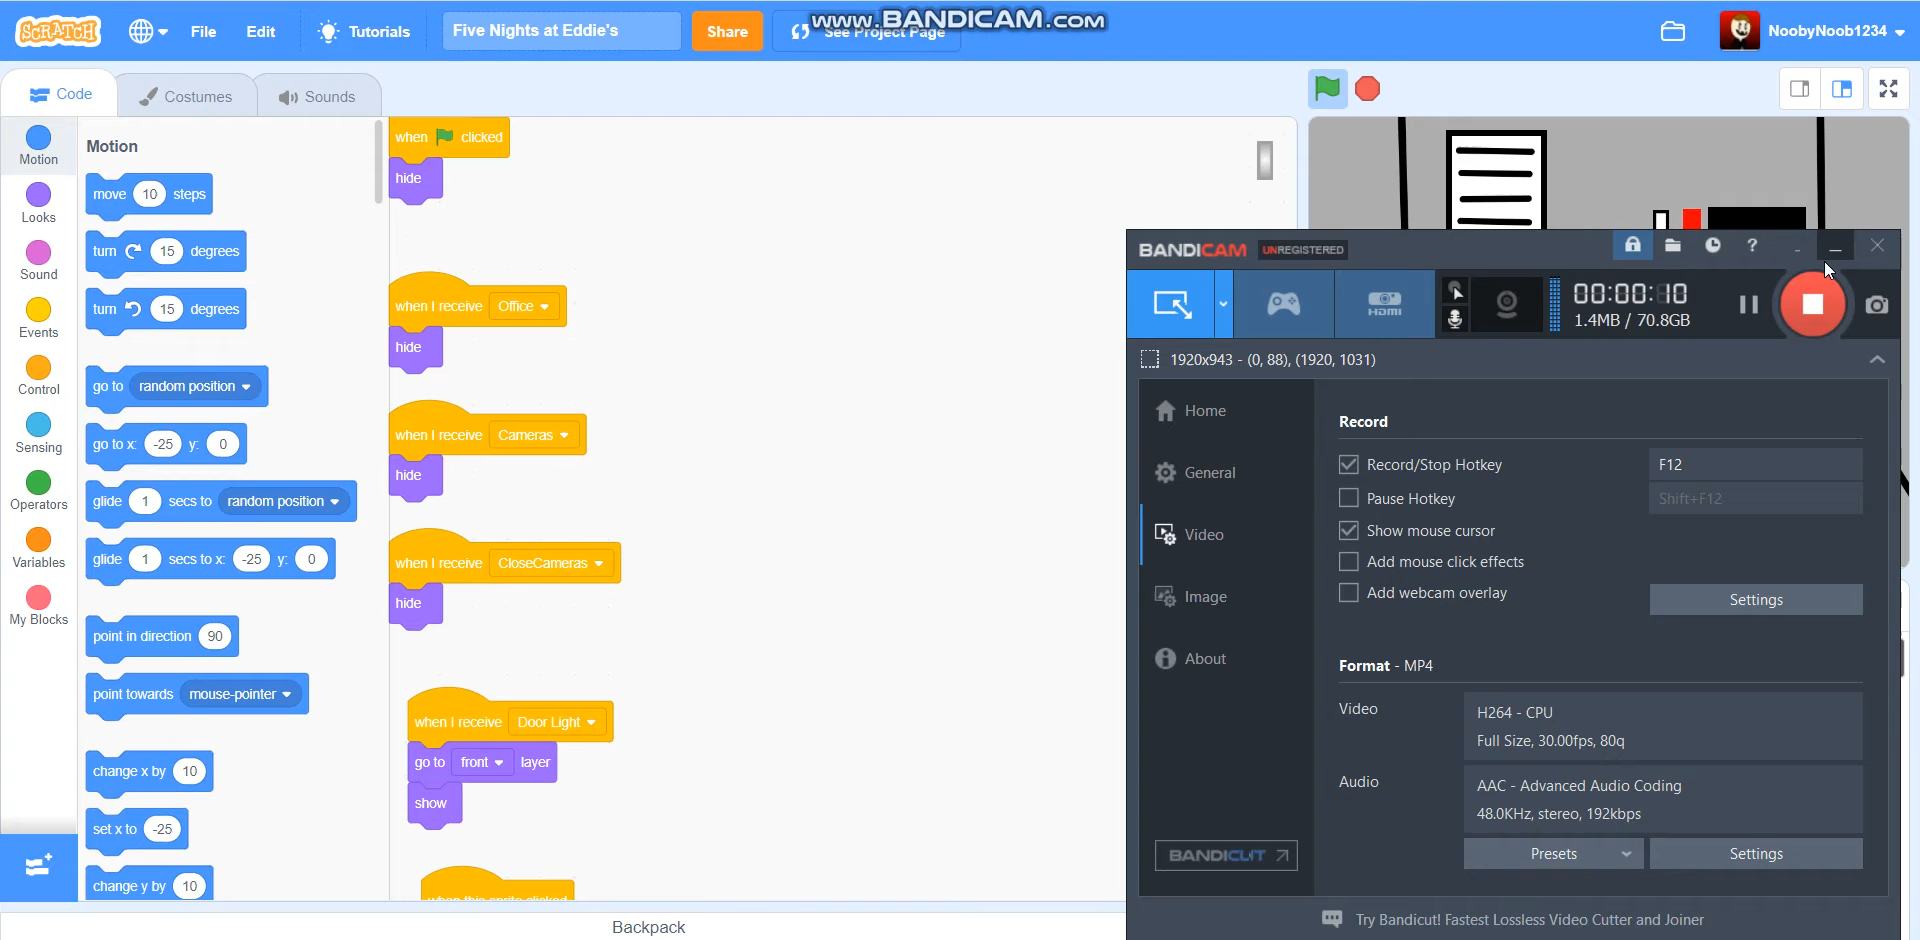 SCRATCH File Edit Tutorials Five Nights at Eddie's Share See Project Page NoobyNoob1234
www.BANDICAM.com
Code Costumes Sounds
Motion
Looks
Sound
Events
Control
Sensing
Operators
Variables
My Blocks
Motion
move 10 steps
turn 15 degrees
turn 15 degrees
go to random position
go to x: -25 y: 0
glide 1 secs to random position
glide 1 secs to x: -25 y: 0
point in direction 90
point towards mouse-pointer
change x by 10
set x to -25
change y by 10
when clicked
hide
when I receive Office
hide
when I receive Cameras
hide
when I receive CloseCameras
hide
when I receive Door Light
go to front layer
show
when this sprite clicked
Backpack
BANDICAM UNREGISTERED ?
HDMI
00:00:10
1.4MB / 70.8GB
1920x943 - (0, 88), (1920, 1031)
Home
General
Video
Image
About
BANDICUT
Record
Record/Stop Hotkey F12
Pause Hotkey Shift+F12
Show mouse cursor
Add mouse click effects
Add webcam overlay
Settings
Format - MP4
Video H264 - CPU
Full Size, 30.00fps, 80q
Audio AAC - Advanced Audio Coding
48.0KHz, stereo, 192kbps
Presets Settings
Try Bandicut! Fastest Lossless Video Cutter and Joiner